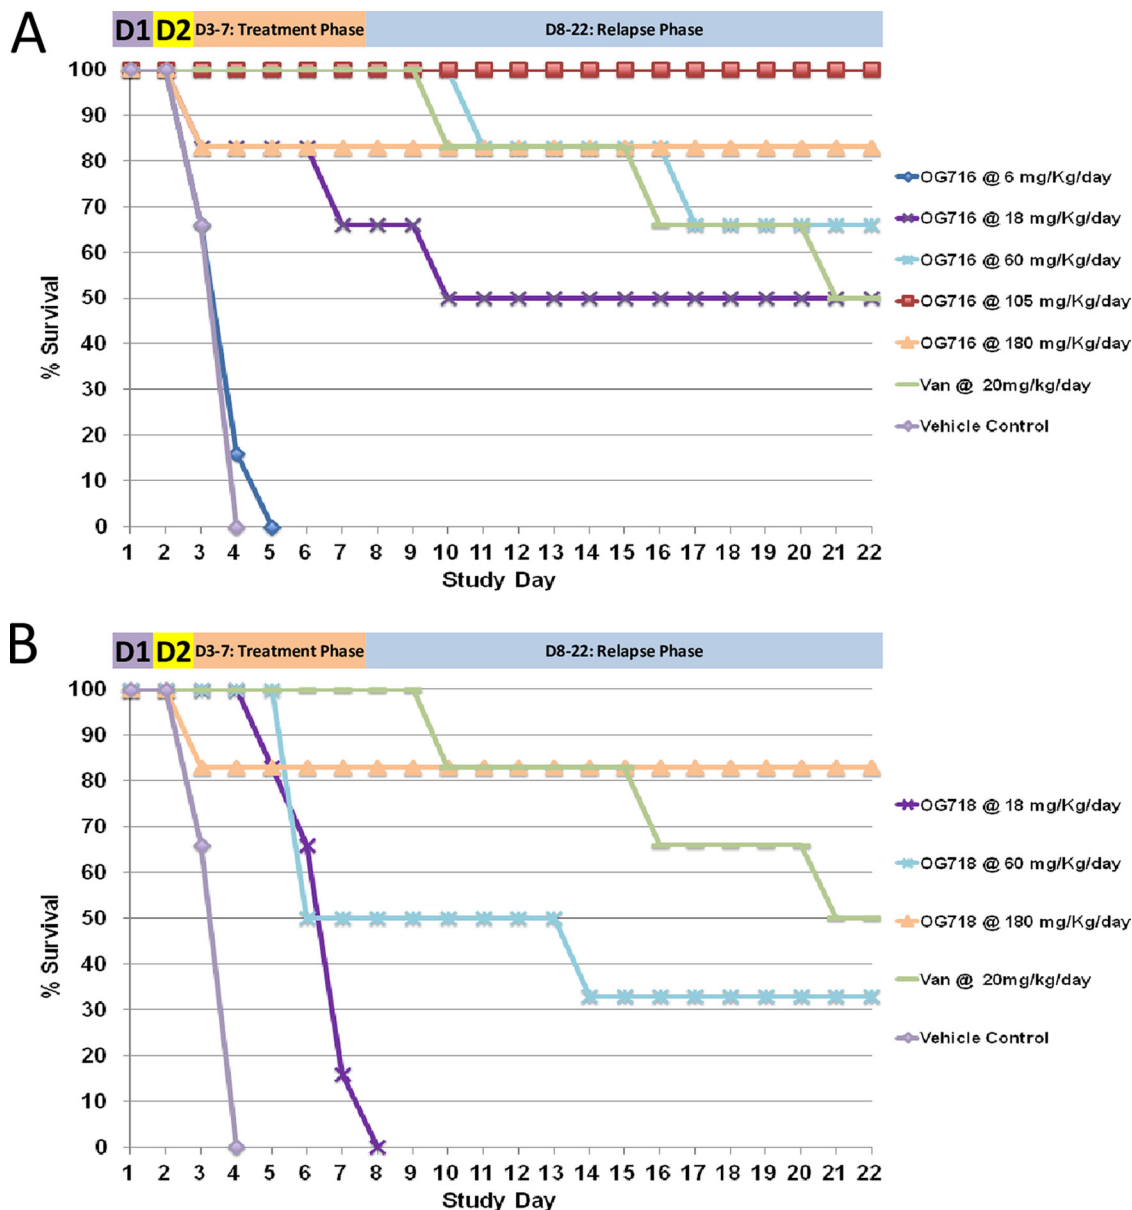 A
D1 D2 D3-7: Treatment Phase D8-22: Relapse Phase
100
90
80
70
60
50
40
30
20
10
0
% Survival
1 2 3 4 5 6 7 8 9 10 11 12 13 14 15 16 17 18 19 20 21 22
Study Day
OG716 @ 6 mg/Kg/day
OG716 @ 18 mg/Kg/day
OG716 @ 60 mg/Kg/day
OG716 @ 105 mg/Kg/day
OG716 @ 180 mg/Kg/day
Van @ 20mg/kg/day
Vehicle Control
B
D1 D2 D3-7: Treatment Phase D8-22: Relapse Phase
100
90
80
70
60
50
40
30
20
10
0
% Survival
1 2 3 4 5 6 7 8 9 10 11 12 13 14 15 16 17 18 19 20 21 22
Study Day
OG718 @ 18 mg/Kg/day
OG718 @ 60 mg/Kg/day
OG718 @ 180 mg/Kg/day
Van @ 20mg/kg/day
Vehicle Control